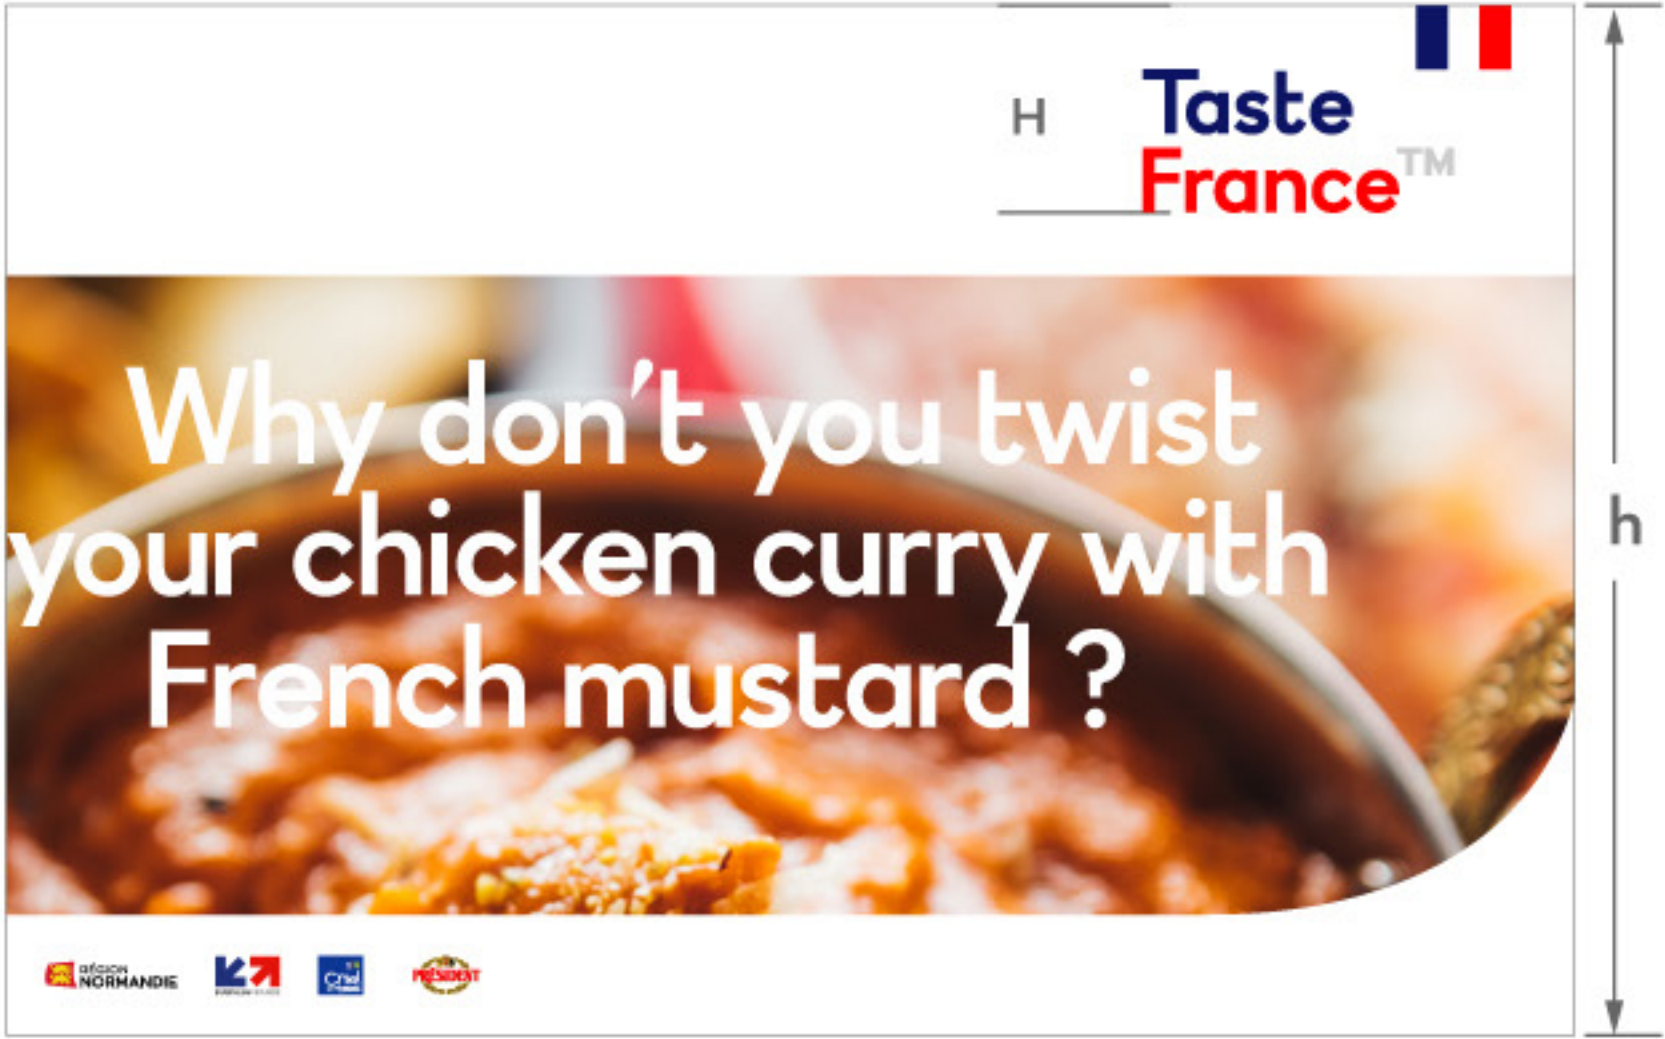 H
Taste
France™
Why don't you twist
your chicken curry with
French mustard ?
h
RÉGION
NORMANDIE
PRÉSIDENT